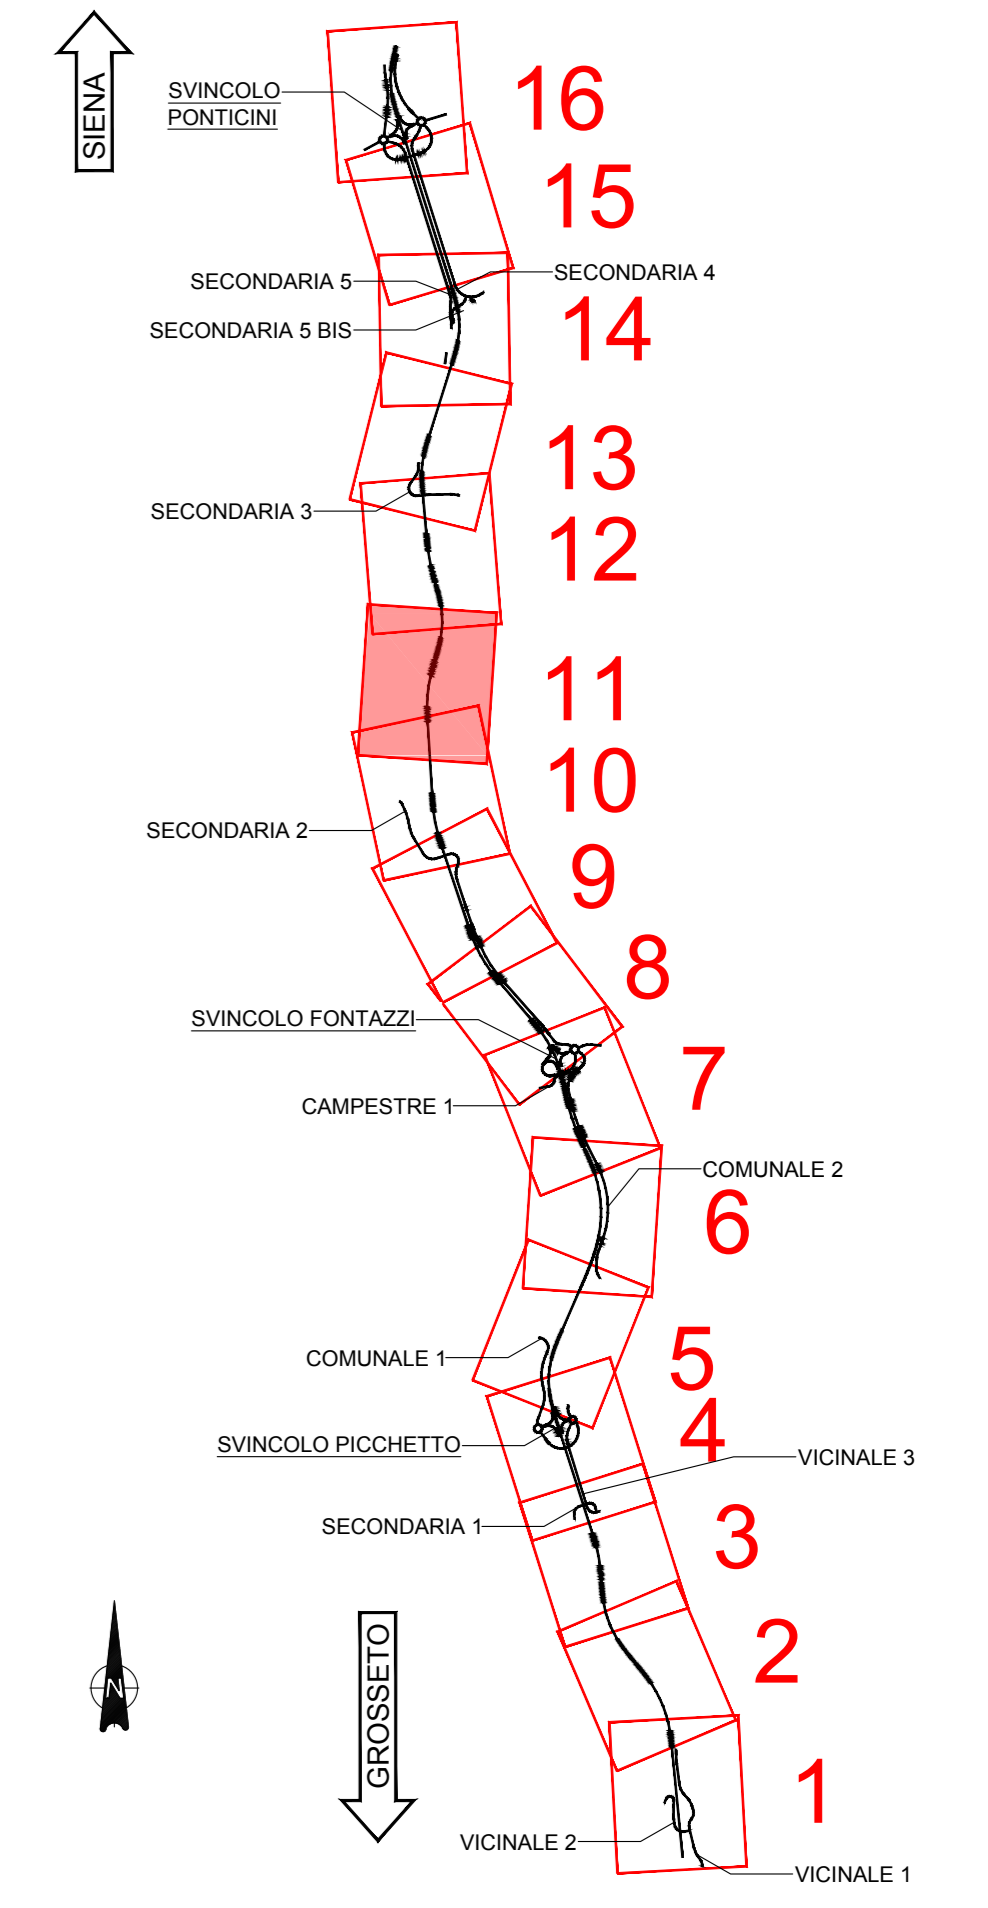 SIENA
SVINCOLO
PONTICINI
16
15
SECONDARIA 5
SECONDARIA 4
SECONDARIA 5 BIS
14
13
SECONDARIA 3
12
11
10
SECONDARIA 2
9
8
SVINCOLO FONTAZZI
7
CAMPESTRE 1
COMUNALE 2
6
COMUNALE 1
5
4
SVINCOLO PICCHETTO
VICINALE 3
SECONDARIA 1
3
2
N
GROSSETO
1
VICINALE 2
VICINALE 1